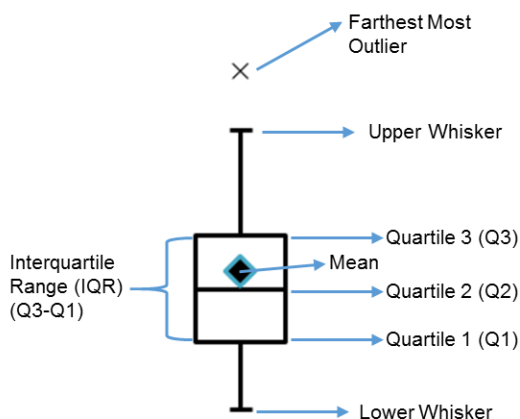 Farthest Most
Outlier
Upper Whisker
Quartile 3 (Q3)
Mean
Interquartile
Range (IQR)
(Q3-Q1)
Quartile 2 (Q2)
Quartile 1 (Q1)
Lower Whisker